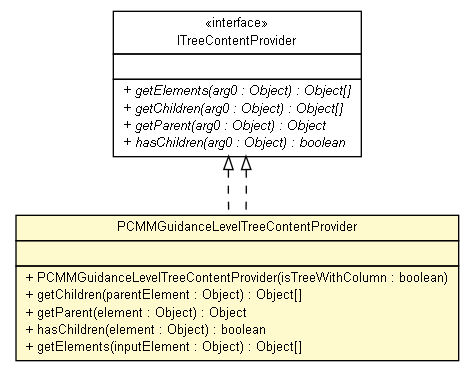 «interface»
ITreeContentProvider
+ getElements(arg0 : Object) : Object[]
+ getChildren(arg0 : Object) : Object[]
+ getParent(arg0 : Object) : Object
+ hasChildren(arg0 : Object) : boolean
PCMMGuidanceLevelTreeContentProvider
+ PCMMGuidanceLevelTreeContentProvider(isTreeWithColumn : boolean)
+ getChildren(parentElement : Object) : Object[]
+ getParent(element : Object) : Object
+ hasChildren(element : Object) : boolean
+ getElements(inputElement : Object) : Object[]